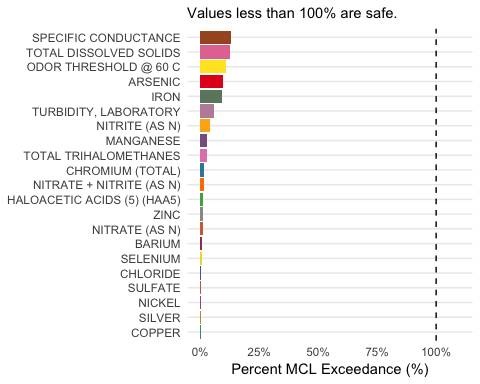 Values less than 100% are safe.
SPECIFIC CONDUCTANCE
TOTAL DISSOLVED SOLIDS
ODOR THRESHOLD @ 60 C
ARSENIC
IRON
TURBIDITY, LABORATORY
NITRITE (AS N)
MANGANESE
TOTAL TRIHALOMETHANES
CHROMIUM (TOTAL)
NITRATE + NITRITE (AS N)
HALOACETIC ACIDS (5) (HAA5)
ZINC
NITRATE (AS N)
BARIUM
SELENIUM
CHLORIDE
SULFATE
NICKEL
SILVER
COPPER
0% 25% 50% 75% 100%
Percent MCL Exceedance (%)